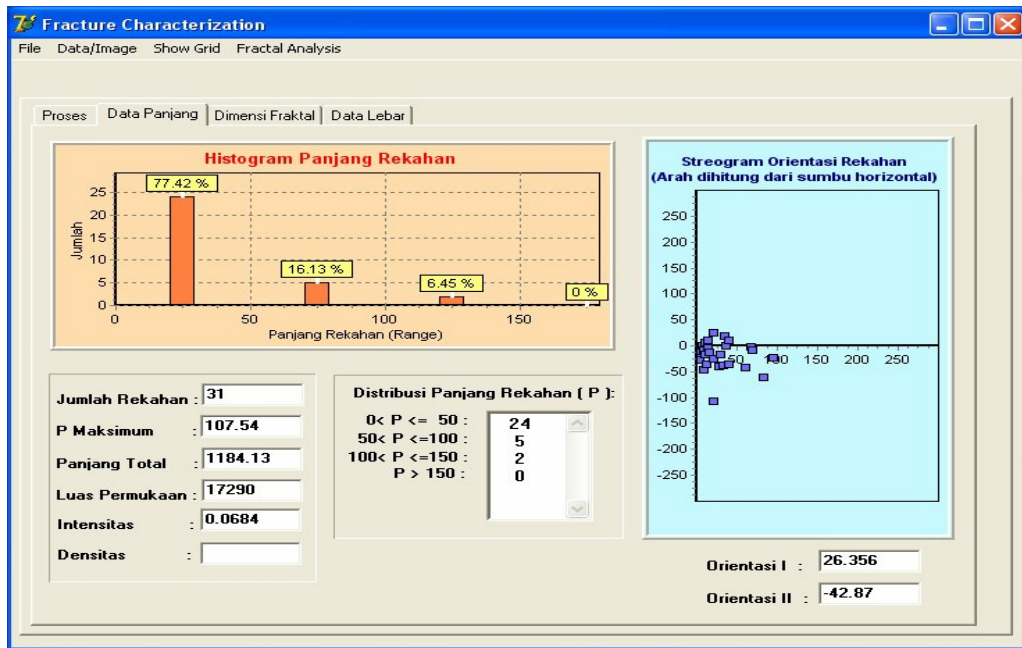 Fracture Characterization
File Data/Image Show Grid Fractal Analysis
Proses Data Panjang Dimensi Fraktal Data Lebar
Histogram Panjang Rekahan
77.42 %
16.13 %
6.45 %
0 %
Jumlah
25
20
15
10
5
0
0 50 100 150
Panjang Rekahan (Range)
Streogram Orientasi Rekahan
(Arah dihitung dari sumbu horizontal)
250
200
150
100
50
0
50 100 150 200 250
-50
-100
-150
-200
-250
Jumlah Rekahan : 31
P Maksimum : 107.54
Panjang Total : 1184.13
Luas Permukaan : 17290
Intensitas : 0.0684
Densitas :
Distribusi Panjang Rekahan ( P ):
0< P <= 50 : 24
50< P <=100 : 5
100< P <=150 : 2
P > 150 : 0
Orientasi I : 26.356
Orientasi II : -42.87